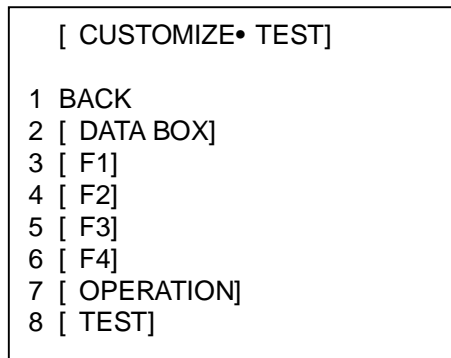 [ CUSTOMIZE• TEST]
1 BACK
2 [ DATA BOX]
3 [ F1]
4 [ F2]
5 [ F3]
6 [ F4]
7 [ OPERATION]
8 [ TEST]